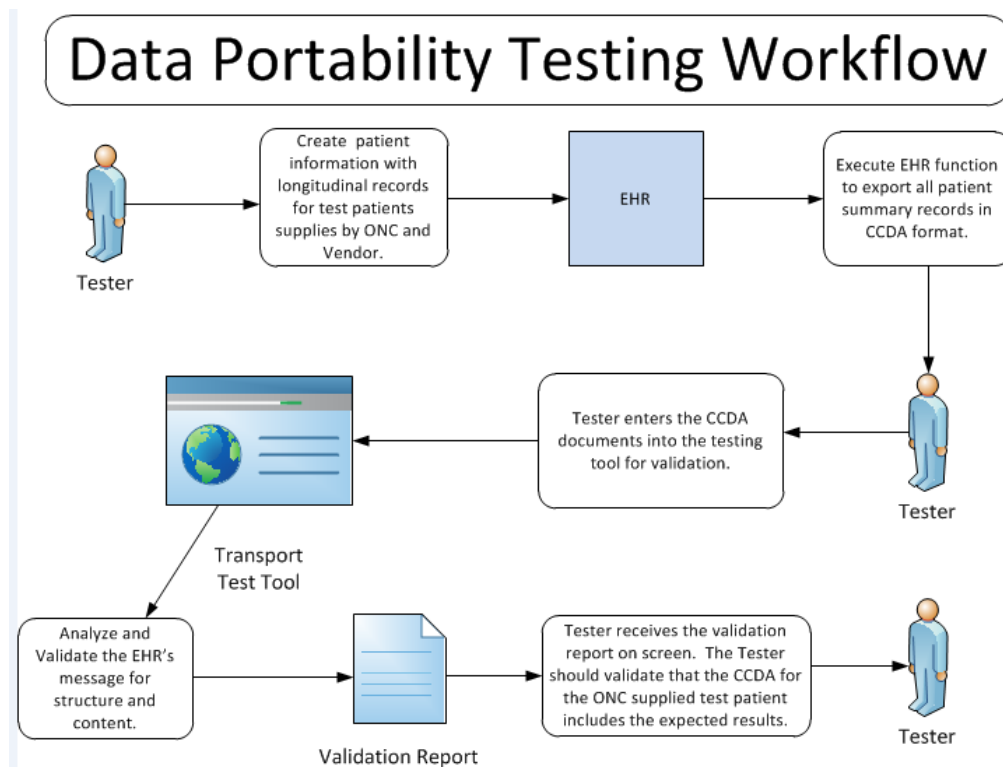 Data Portability Testing Workflow
Create patient
information with
longitudinal records
for test patients
supplies by ONC and
Vendor.
EHR
Execute EHR function
to export all patient
summary records in
CCDA format.
Tester
Tester enters the CCDA
documents into the testing
tool for validation.
Tester
Transport
Test Tool
Analyze and
Validate the EHR's
message for
structure and
content.
Validation Report
Tester receives the validation
report on screen. The Tester
should validate that the CCDA for
the ONC supplied test patient
includes the expected results.
Tester